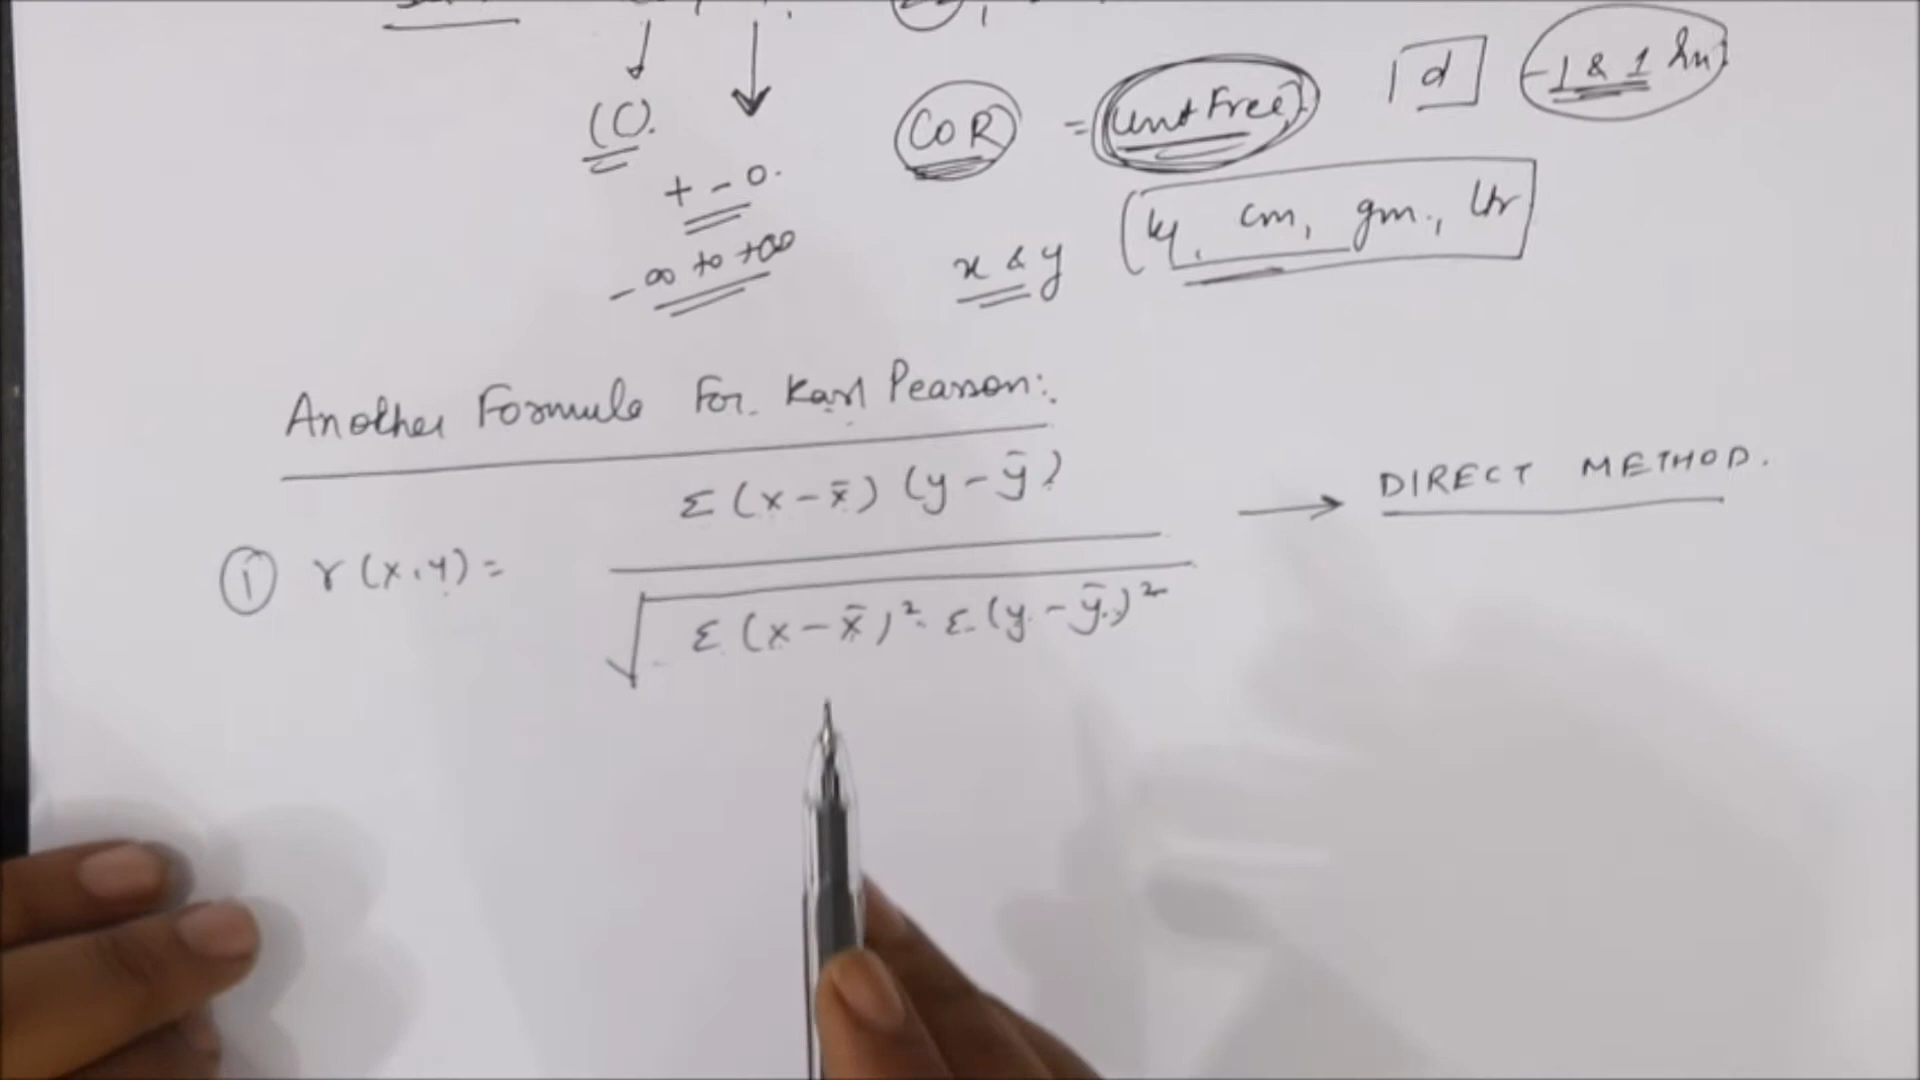 (C).
+ - 0.
-∞ to +∞
COR = (Unit Free)
d
-1 & 1
x & y
cm, gm., ltr
Another Formula For Karl Pearson:
Σ(x-x̄) (y-ȳ)
① r(x,y) =
√Σ(x-x̄)² Σ(y-ȳ)²
→ DIRECT METHOD.